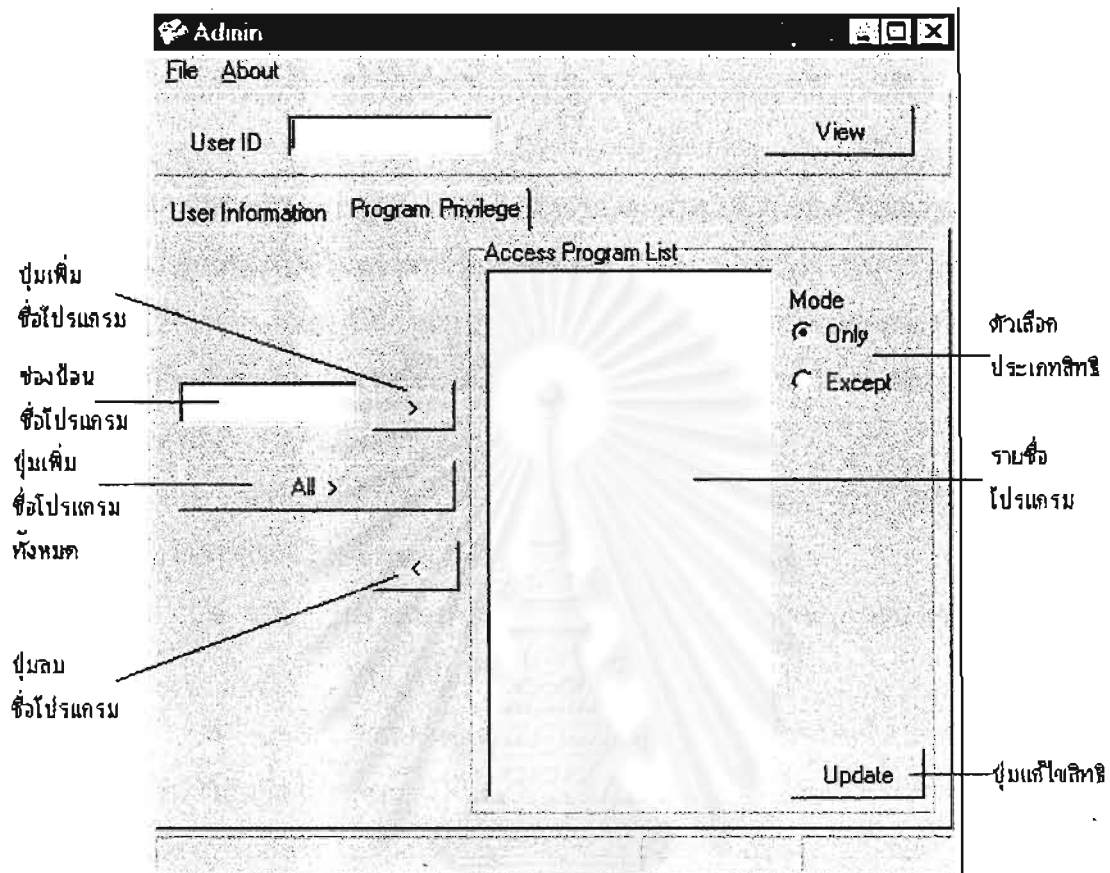 Admin
File About
User ID
View
User Information Program Privilege
Access Program List
ปุ่มเพิ่ม
ชื่อโปรแกรม
Mode
Only
Except
ตัวเลือก
ประเภทสิทธิ
ช่องป้อน
ชื่อโปรแกรม
>
ปุ่มเพิ่ม
ชื่อโปรแกรม
ทั้งหมด
All >
รายชื่อ
โปรแกรม
<
ปุ่มลบ
ชื่อโปรแกรม
Update
ปุ่มแก้ไขสิทธิ